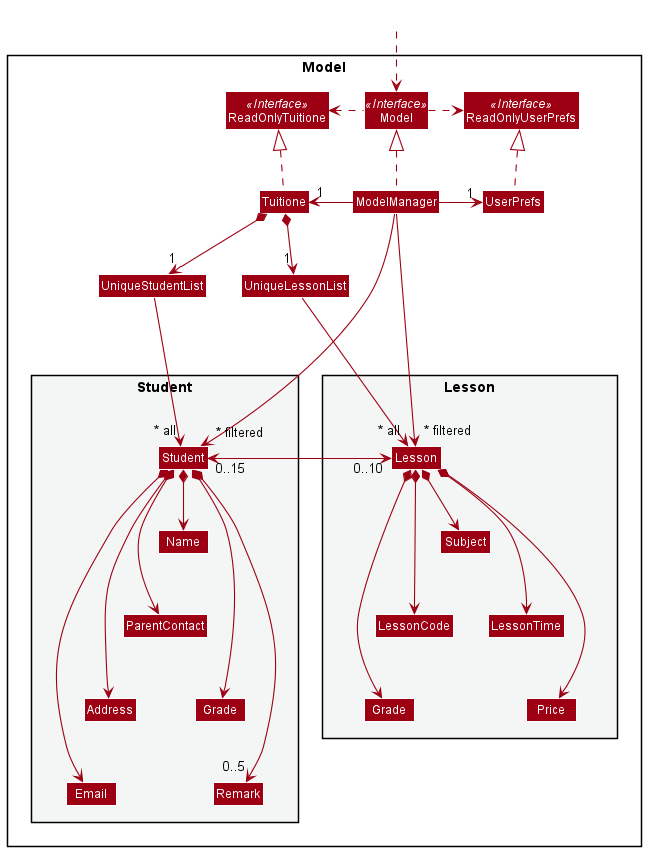 Model
«Interface»
ReadOnlyTuitione
«Interface»
Model
«Interface»
ReadOnlyUserPrefs
1
1
Tuitione
ModelManager
UserPrefs
1
1
UniqueStudentList
UniqueLessonList
Student
Lesson
* all
* filtered
* all
* filtered
Student
Lesson
0..15
0..10
Name
Subject
ParentContact
LessonCode
LessonTime
Address
Grade
Grade
Price
0..5
Email
Remark